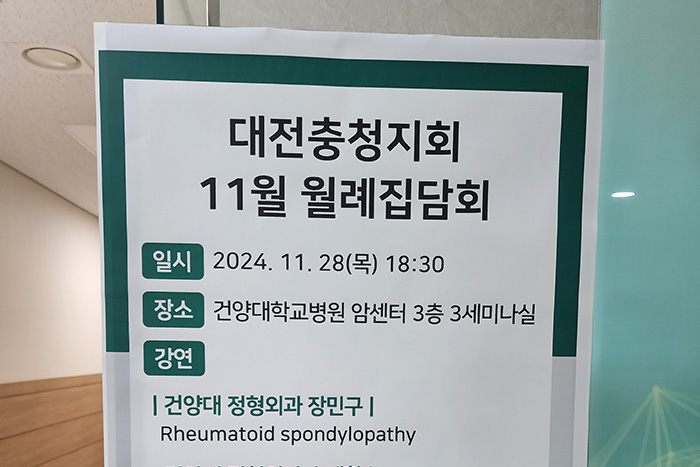 대전충청지회
11월 월례집담회
일시 2024. 11. 28(목) 18:30
장소 건양대학교병원 암센터 3층 3세미나실
강연
| 건양대 정형외과 장민구 |
Rheumatoid spondylopathy